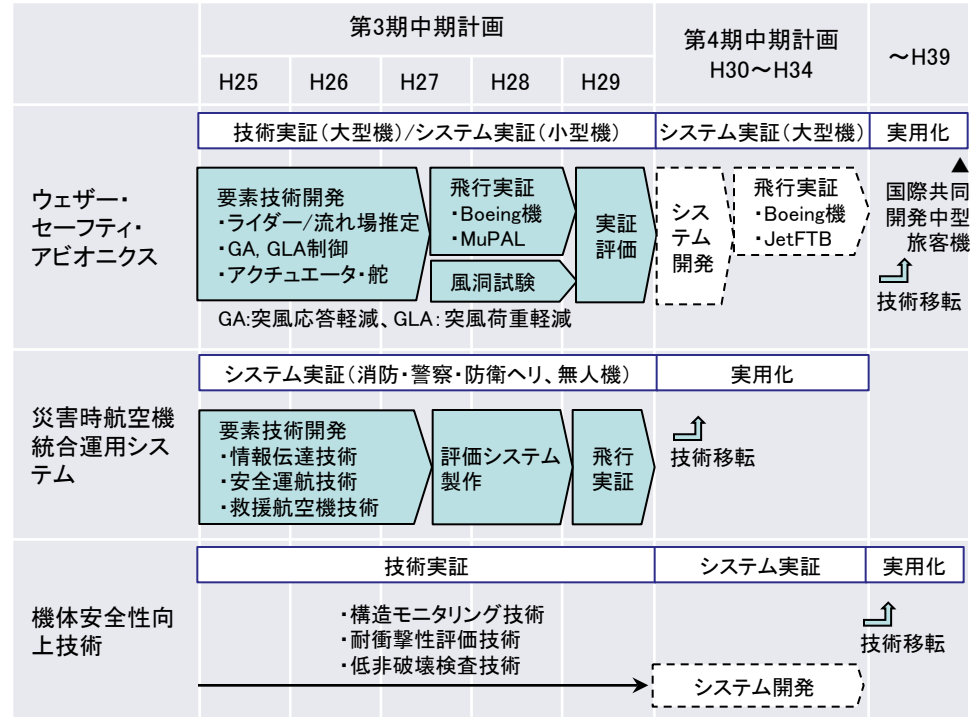 第3期中期計画
第4期中期計画
H30～H34
～H39
H25
H26
H27
H28
H29
ウェザー・
セーフティ・
アビオニクス
技術実証（大型機）/システム実証（小型機）
システム実証（大型機）
実用化
要素技術開発
・ライダー/流れ場推定
・GA, GLA制御
・アクチュエータ・舵
飛行実証
・Boeing機
・MuPAL
風洞試験
実証
評価
シス
テム
開発
飛行実証
・Boeing機
・JetFTB
▲
国際共同
開発中型
旅客機
技術移転
GA:突風応答軽減、GLA：突風荷重軽減
災害時航空機
統合運用シス
テム
システム実証（消防・警察・防衛ヘリ、無人機）
実用化
要素技術開発
・情報伝達技術
・安全運航技術
・救援航空機技術
評価システム
製作
飛行
実証
技術移転
機体安全性向
上技術
技術実証
システム実証
実用化
・構造モニタリング技術
・耐衝撃性評価技術
・低非破壊検査技術
システム開発
技術移転